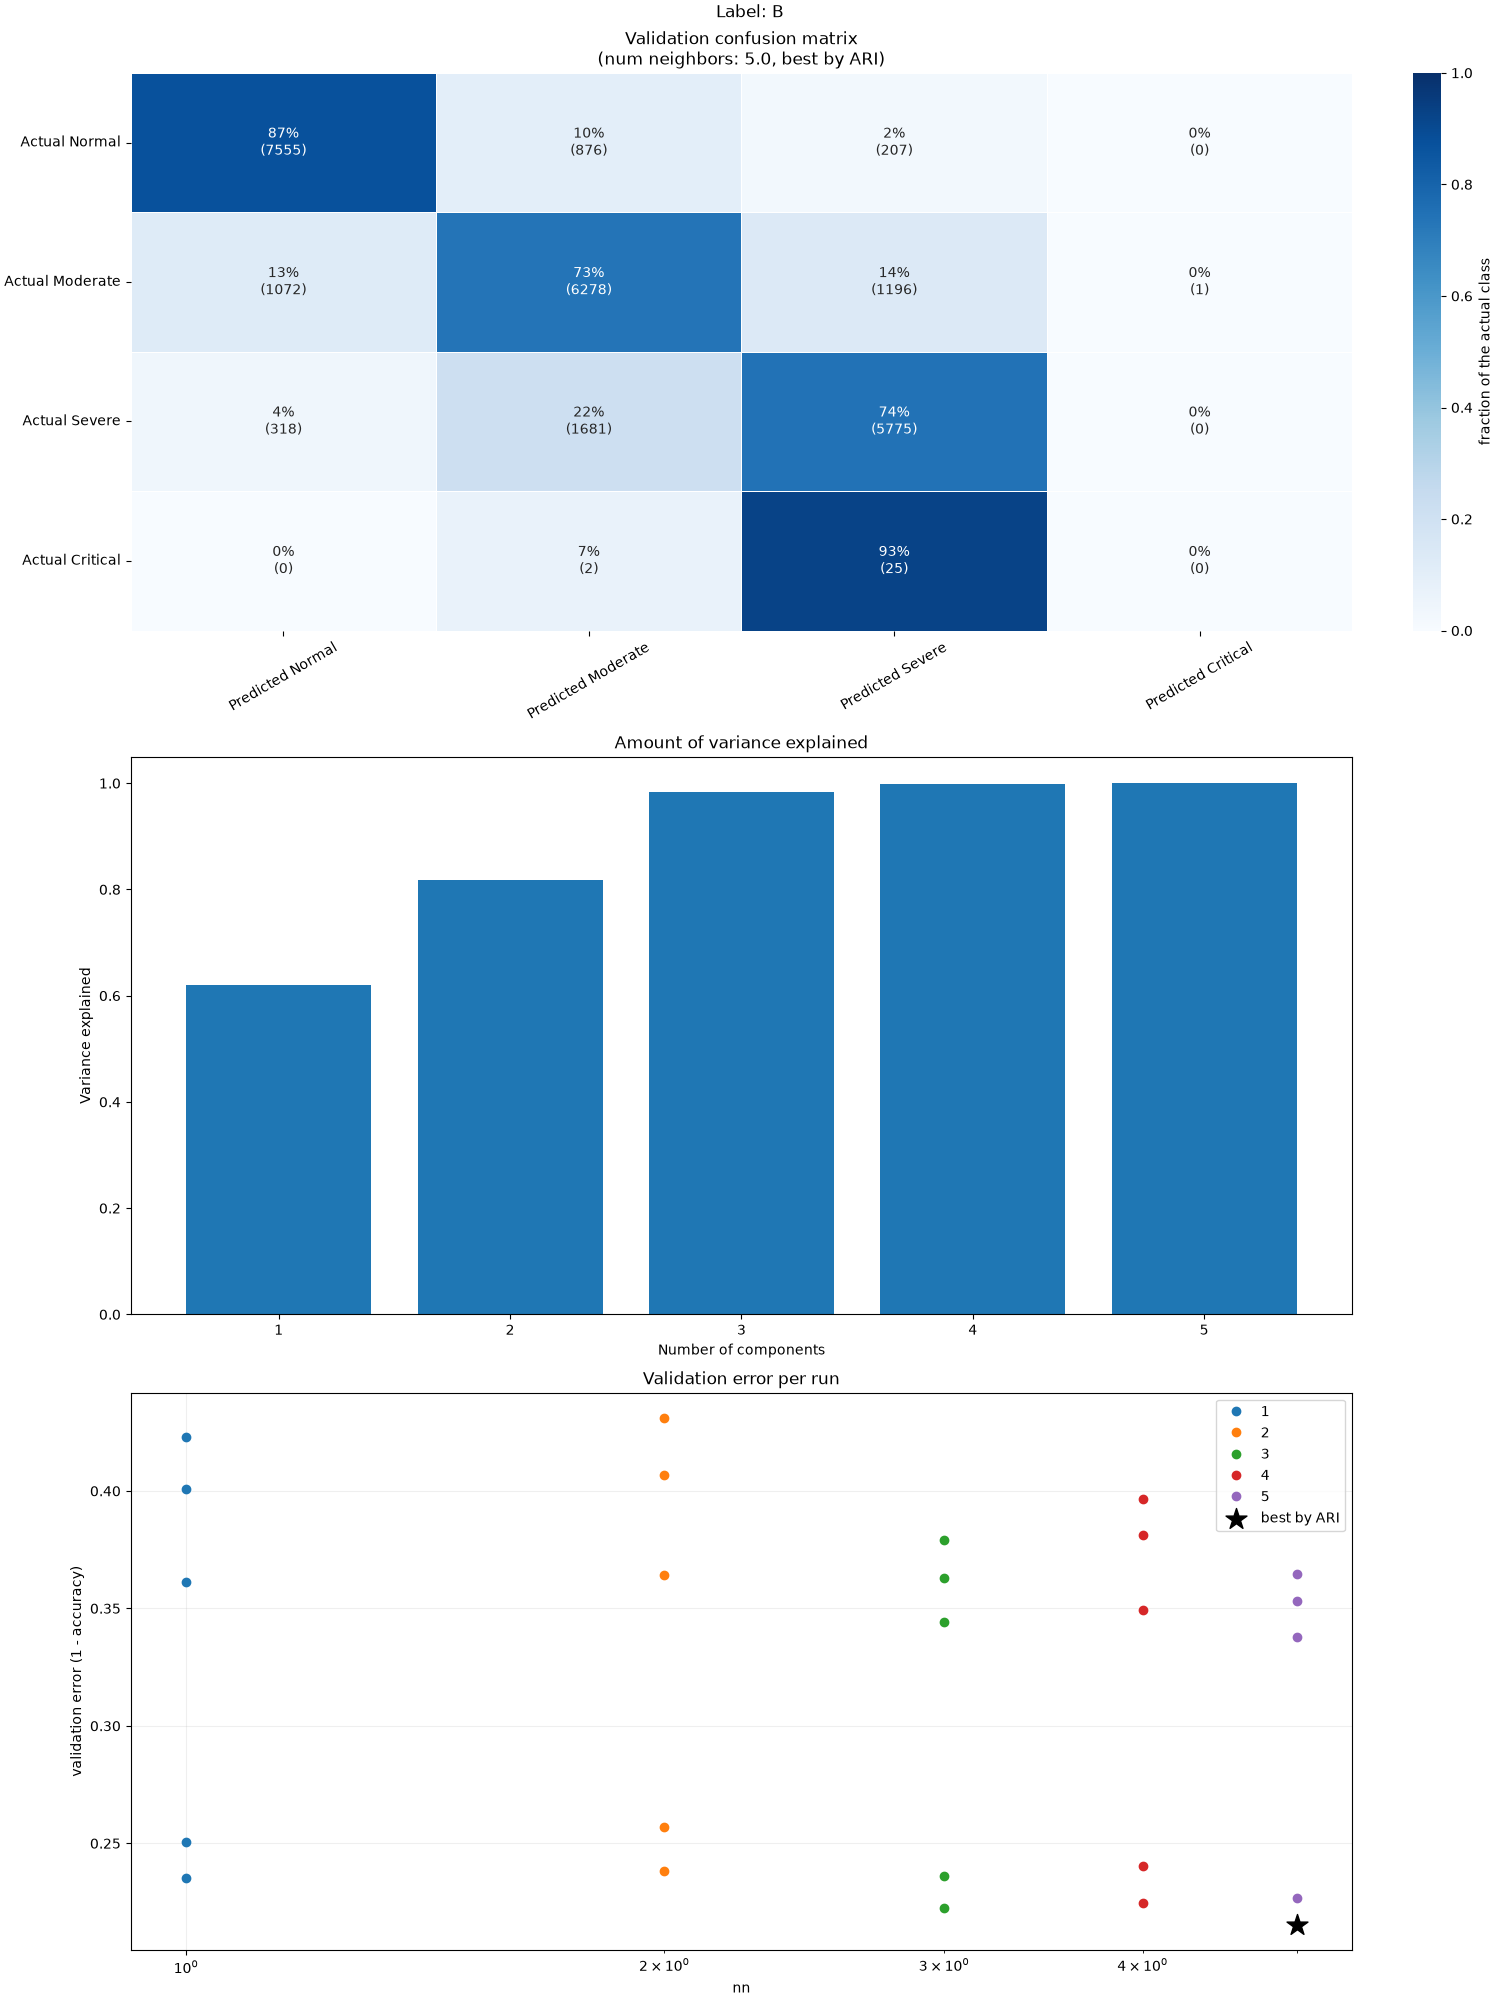 Label: B
Validation confusion matrix
(num neighbors: 5.0, best by ARI)
Actual Normal
87%
(7555)
10%
(876)
2%
(207)
0%
(0)
Actual Moderate
13%
(1072)
73%
(6278)
14%
(1196)
0%
(1)
Actual Severe
4%
(318)
22%
(1681)
74%
(5775)
0%
(0)
Actual Critical
0%
(0)
7%
(2)
93%
(25)
0%
(0)
Predicted Normal
Predicted Moderate
Predicted Severe
Predicted Critical
1.0
0.8
0.6
0.4
0.2
0.0
fraction of the actual class
Amount of variance explained
Variance explained
1.0
0.8
0.6
0.4
0.2
0.0
1
2
3
4
5
Number of components
Validation error per run
validation error (1 - accuracy)
0.40
0.35
0.30
0.25
1
2
3
4
5
best by ARI
10⁰
2 × 10⁰
3 × 10⁰
4 × 10⁰
nn